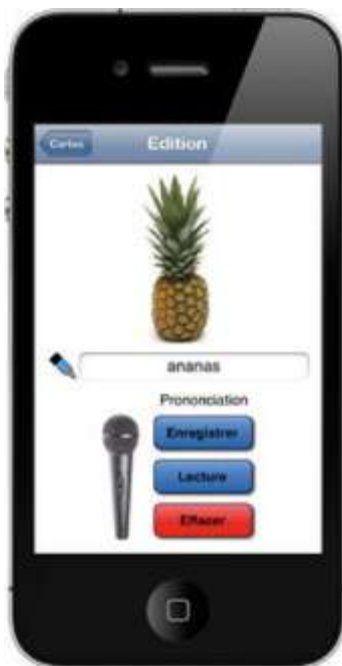 Cartes
Edition
ananas
Prononciation
Enregistrer
Lecture
Effacer